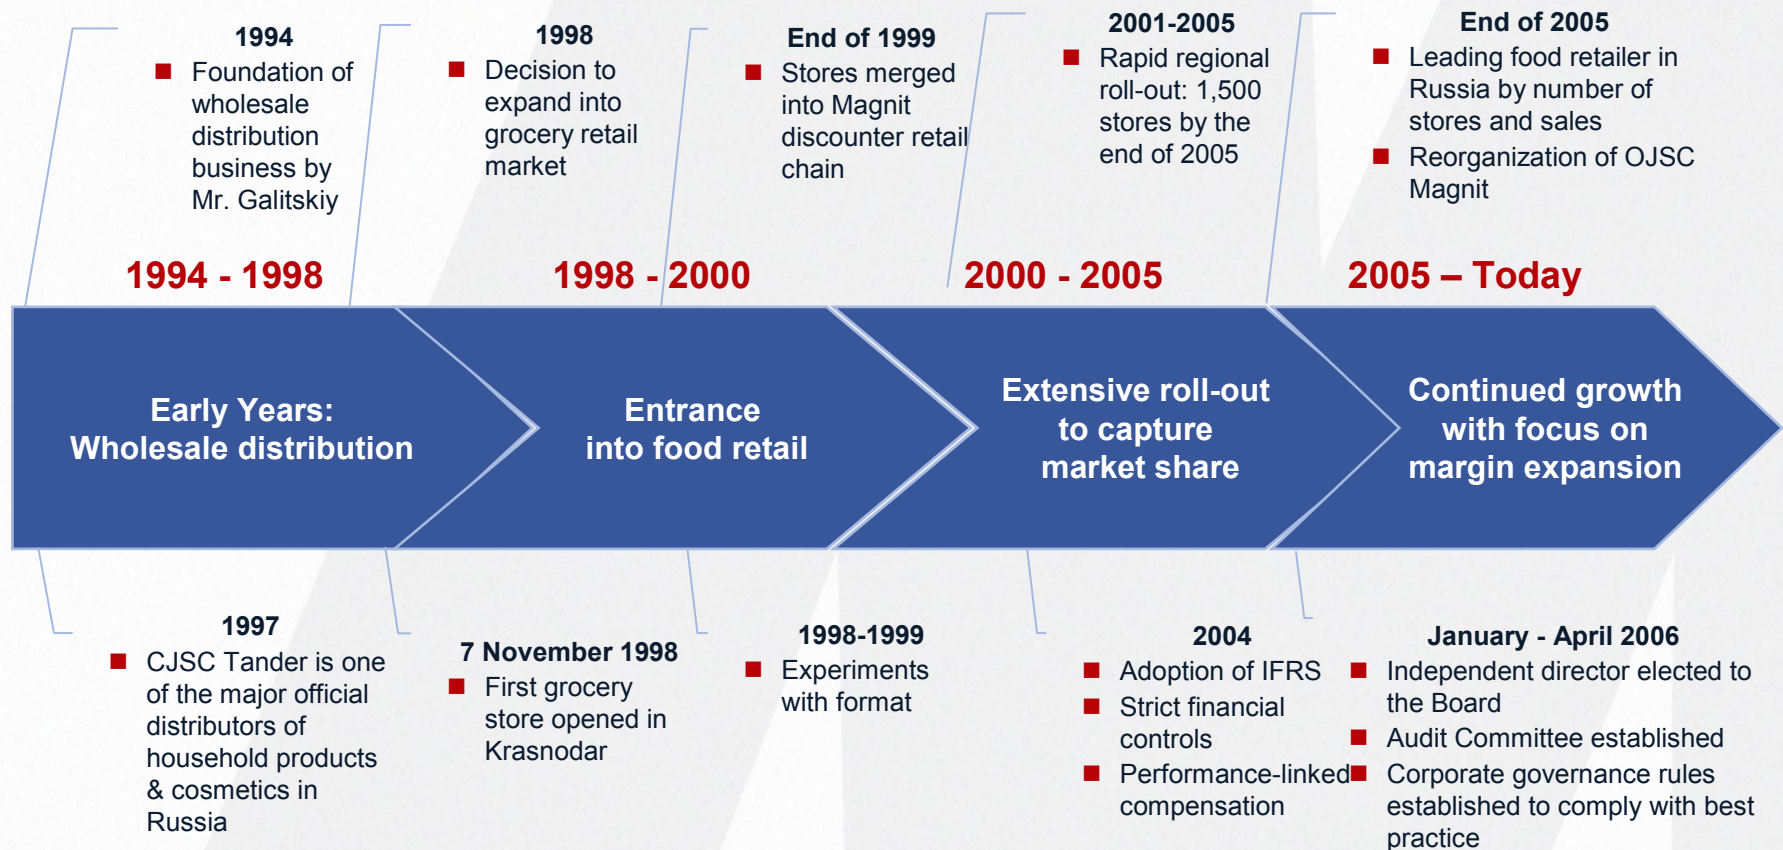 1994
Foundation of
wholesale
distribution
business by
Mr. Galitskiy
1998
Decision to
expand into
grocery retail
market
End of 1999
Stores merged
into Magnit
discounter retail
chain
2001-2005
Rapid regional
roll-out: 1,500
stores by the
end of 2005
End of 2005
Leading food retailer in
Russia by number of
stores and sales
Reorganization of OJSC
Magnit
1994 - 1998
1998 - 2000
2000 - 2005
2005 – Today
Early Years:
Wholesale distribution
Entrance
into food retail
Extensive roll-out
to capture
market share
Continued growth
with focus on
margin expansion
1997
CJSC Tander is one
of the major official
distributors of
household products
& cosmetics in
Russia
7 November 1998
First grocery
store opened in
Krasnodar
1998-1999
Experiments
with format
2004
Adoption of IFRS
Strict financial
controls
Performance-linked
compensation
January - April 2006
Independent director elected to
the Board
Audit Committee established
Corporate governance rules
established to comply with best
practice